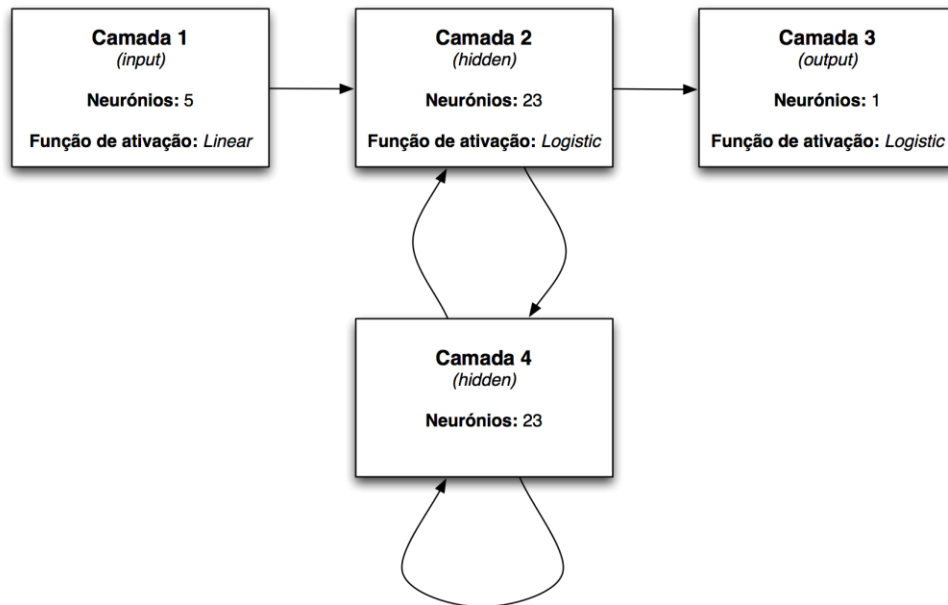 Camada 1
(input)
Neurónios: 5
Função de ativação: Linear
Camada 2
(hidden)
Neurónios: 23
Função de ativação: Logistic
Camada 3
(output)
Neurónios: 1
Função de ativação: Logistic
Camada 4
(hidden)
Neurónios: 23